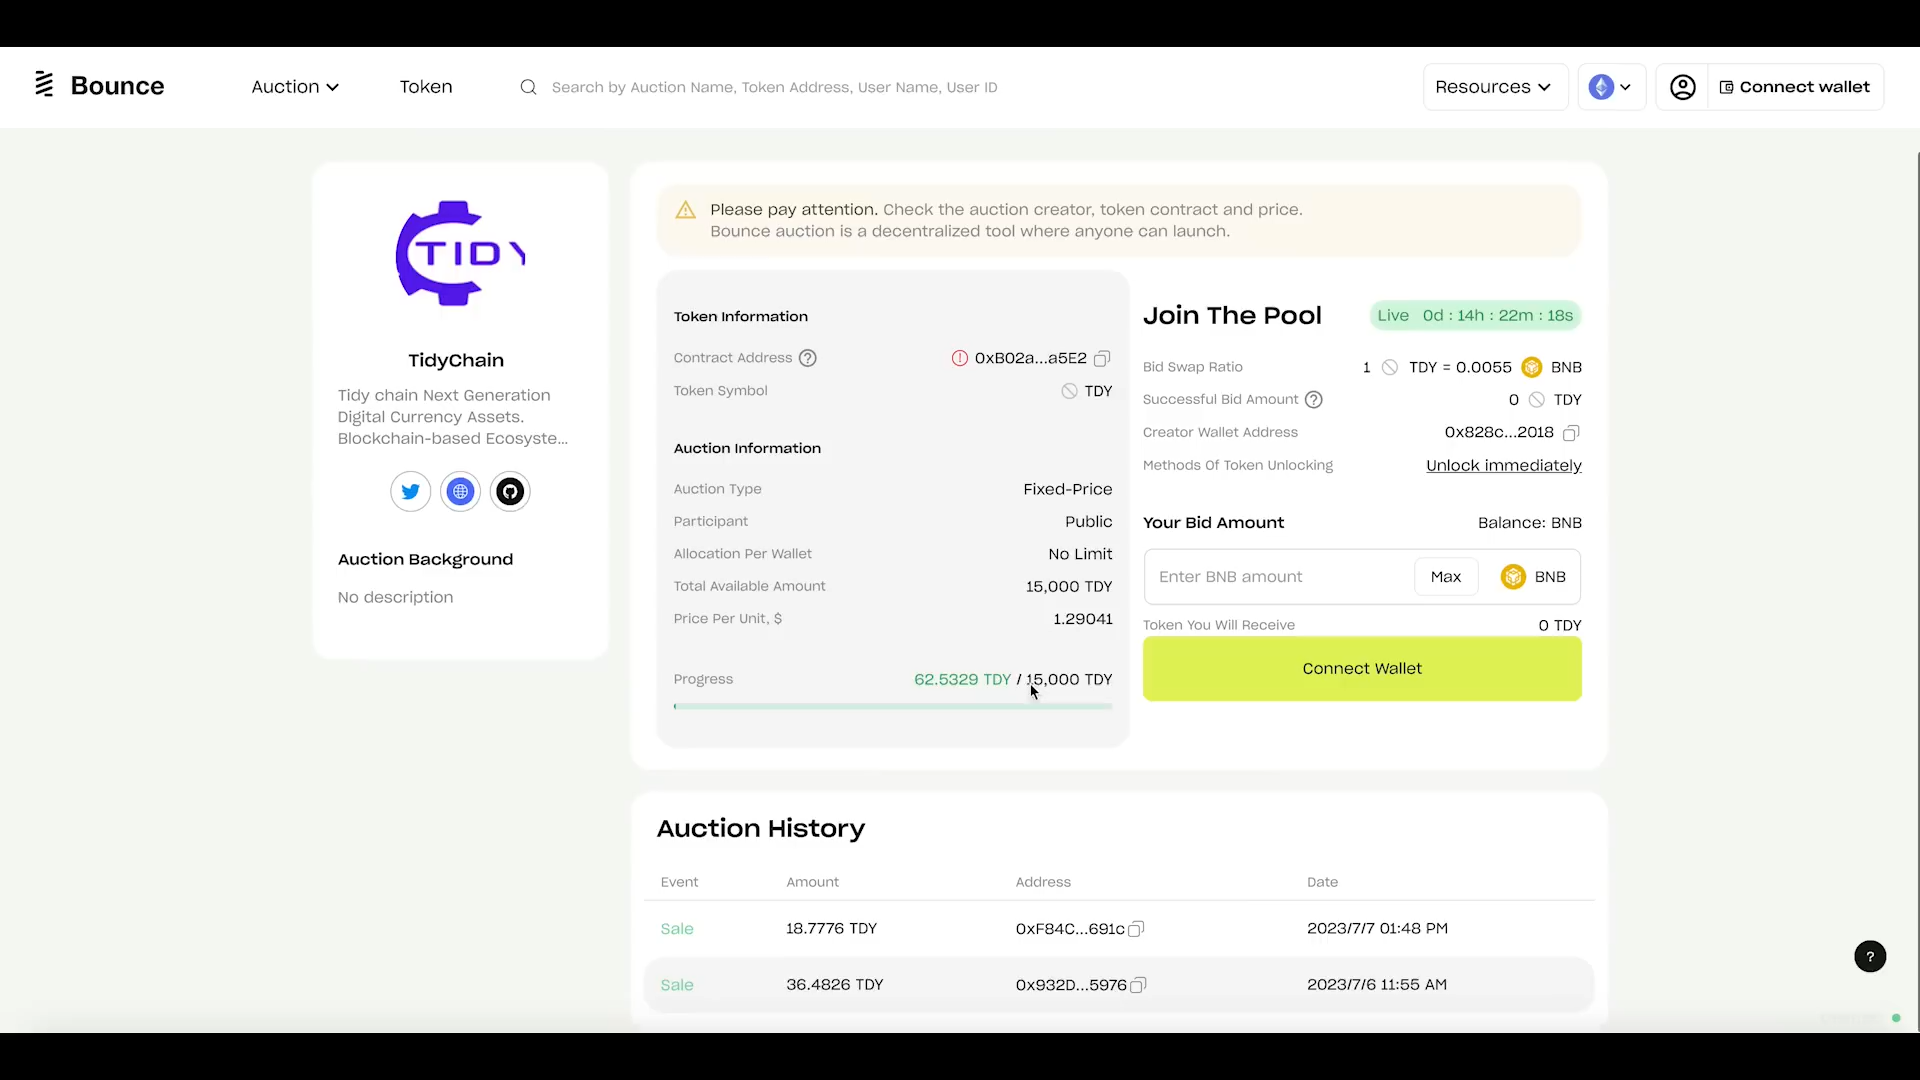 Bounce
Auction
Token
Search by Auction Name, Token Address, User Name, User ID
Resources
Connect wallet
TIDY
TidyChain
Tidy chain Next Generation
Digital Currency Assets.
Blockchain-based Ecosyste...
Auction Background
No description
Please pay attention. Check the auction creator, token contract and price.
Bounce auction is a decentralized tool where anyone can launch.
Token Information
Contract Address ? 0xB02a...a5E2
Token Symbol TDY
Auction Information
Auction Type Fixed-Price
Participant Public
Allocation Per Wallet No Limit
Total Available Amount 15,000 TDY
Price Per Unit, $ 1.29041
Progress 62.5329 TDY / 15,000 TDY
Join The Pool Live 0d : 14h : 22m : 18s
Bid Swap Ratio 1 TDY = 0.0055 BNB
Successful Bid Amount ? 0 TDY
Creator Wallet Address 0x828c...2018
Methods Of Token Unlocking Unlock immediately
Your Bid Amount Balance: BNB
Enter BNB amount Max BNB
Token You Will Receive 0 TDY
Connect Wallet
Auction History
Event Amount Address Date
Sale 18.7776 TDY 0xF84C...691c 2023/7/7 01:48 PM
Sale 36.4826 TDY 0x932D...5976 2023/7/6 11:55 AM
?